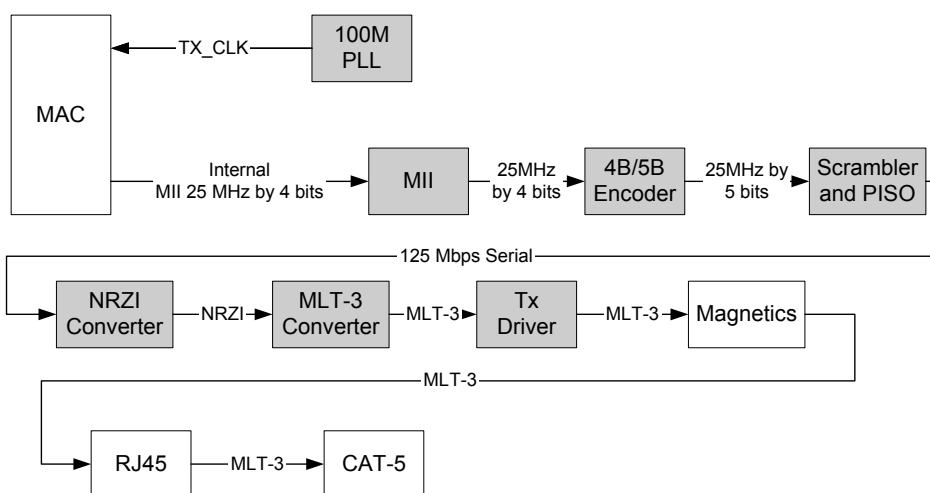 100M
PLL
TX_CLK
MAC
Internal
MII 25 MHz by 4 bits
MII
25MHz
by 4 bits
4B/5B
Encoder
25MHz by
5 bits
Scrambler
and PISO
125 Mbps Serial
NRZI
Converter
NRZI
MLT-3
Converter
MLT-3
Tx
Driver
MLT-3
Magnetics
MLT-3
RJ45
MLT-3
CAT-5